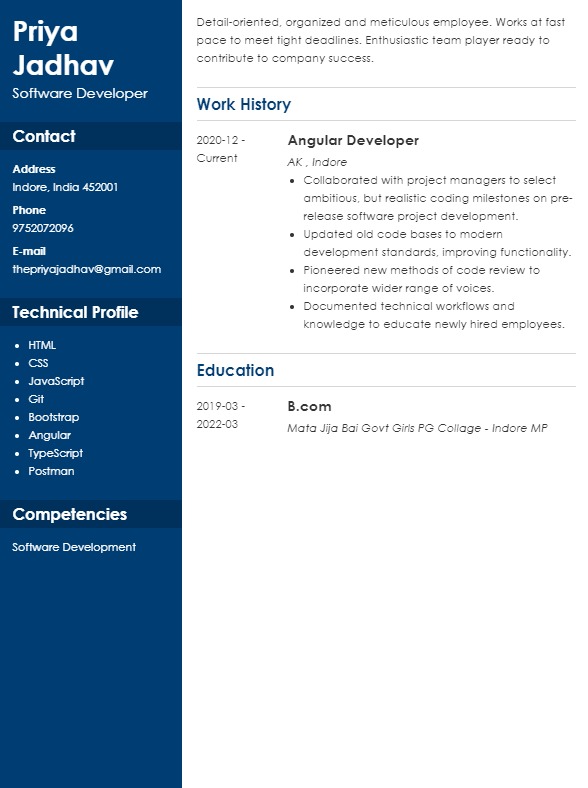 Priya
Jadhav
Software Developer
Contact
Address
Indore, India 452001
Phone
9752072096
E-mail
thepriyajadhav@gmail.com
Technical Profile
• HTML
• CSS
• JavaScript
• Git
• Bootstrap
• Angular
• TypeScript
• Postman
Competencies
Software Development
Detail-oriented, organized and meticulous employee. Works at fast
pace to meet tight deadlines. Enthusiastic team player ready to
contribute to company success.
Work History
2020-12 -
Current
Angular Developer
AK , Indore
• Collaborated with project managers to select
ambitious, but realistic coding milestones on pre-
release software project development.
• Updated old code bases to modern
development standards, improving functionality.
• Pioneered new methods of code review to
incorporate wider range of voices.
• Documented technical workflows and
knowledge to educate newly hired employees.
Education
2019-03 -
2022-03
B.com
Mata Jija Bai Govt Girls PG Collage - Indore MP